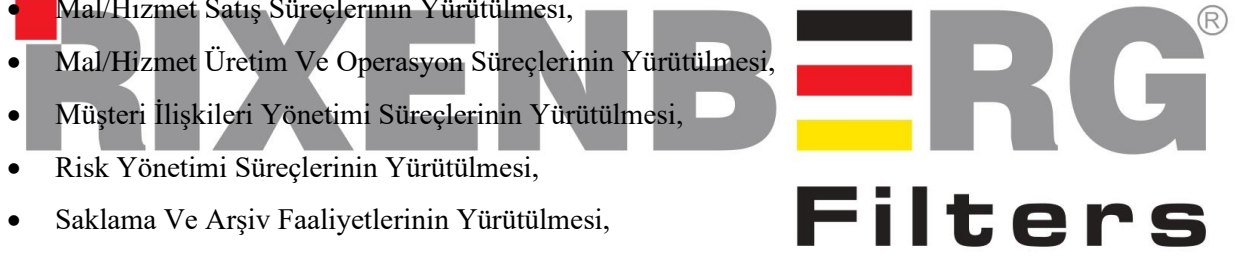 • Mal/Hizmet Satış Süreçlerinin Yürütülmesi,
• Mal/Hizmet Üretim Ve Operasyon Süreçlerinin Yürütülmesi,
• Müşteri İlişkileri Yönetimi Süreçlerinin Yürütülmesi,
• Risk Yönetimi Süreçlerinin Yürütülmesi,
• Saklama Ve Arşiv Faaliyetlerinin Yürütülmesi,
RIXENBERG®
Filters